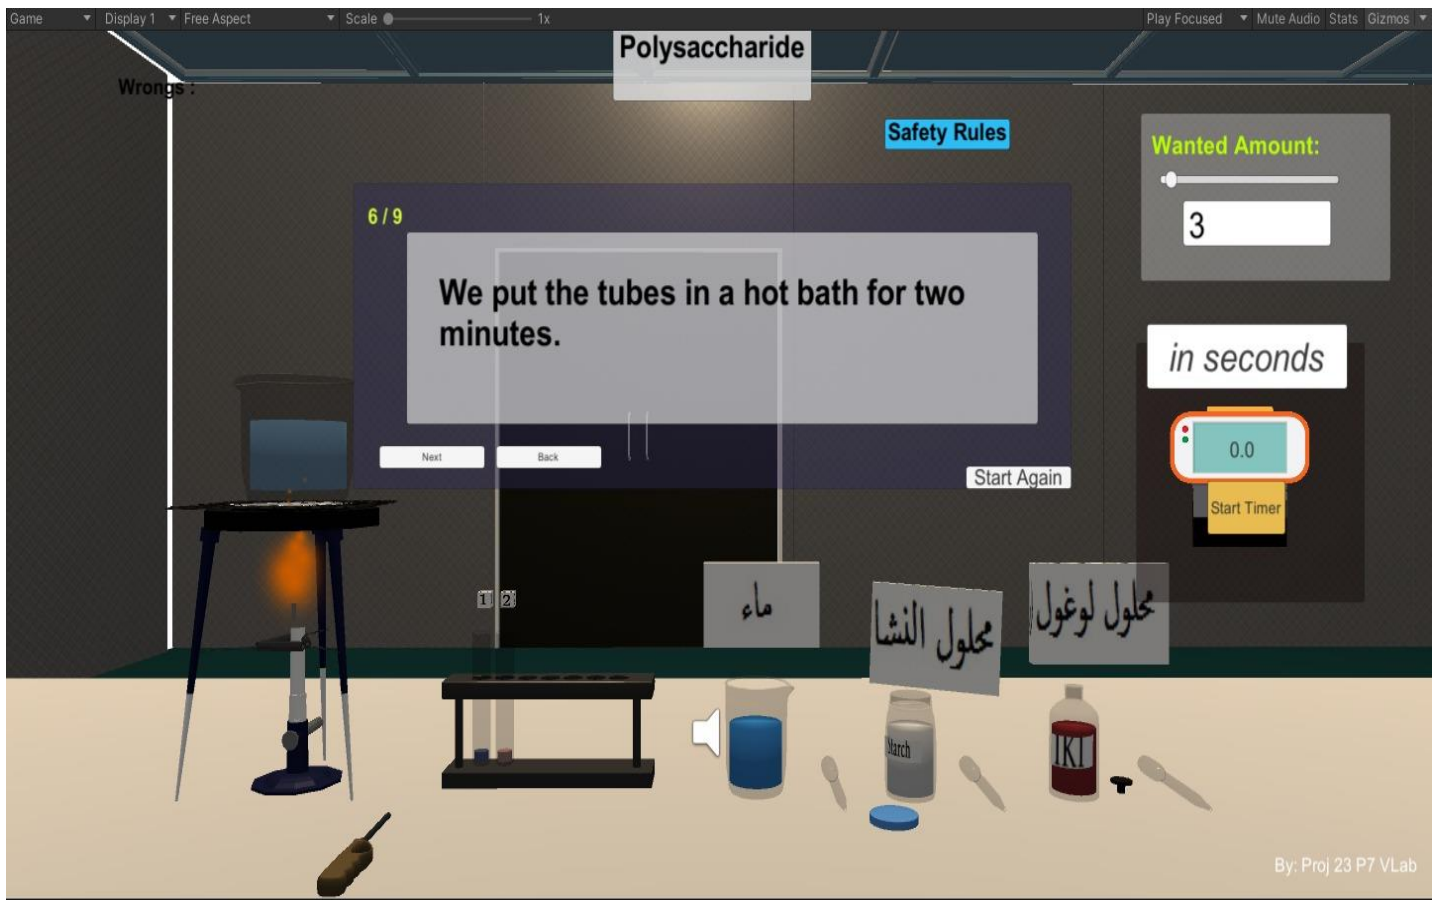 Game Display 1 Free Aspect Scale 1x Play Focused Mute Audio Stats Gizmos
Polysaccharide
Wrongs :
Safety Rules
Wanted Amount:
3
6 / 9
We put the tubes in a hot bath for two
minutes.
Next Back
Start Again
in seconds
0.0
Start Timer
1 2
ماء
محلول النشا
محلول لوغول
Starch
IKI
By: Proj 23 P7 VLab